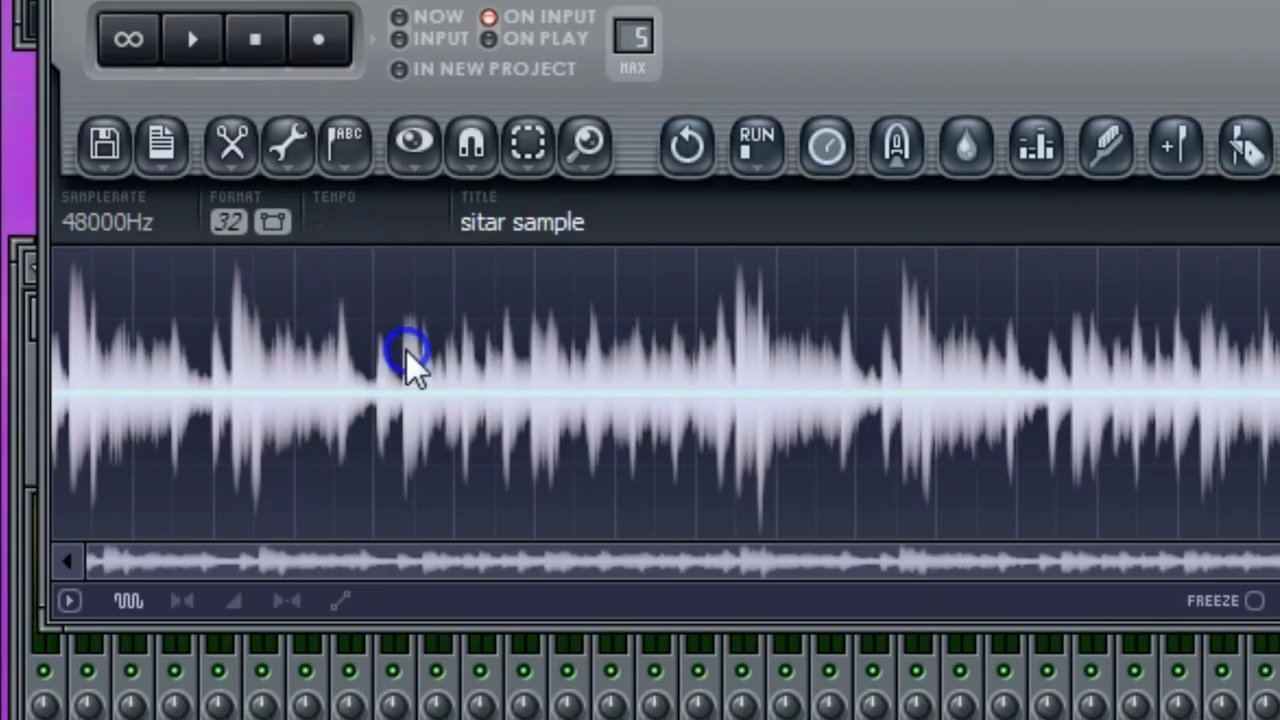 NOW ON INPUT
INPUT ON PLAY
IN NEW PROJECT
5
MAX
ABC
RUN
SAMPLERATE FORMAT TEMPO TITLE
48000Hz 32 - sitar sample
FREEZE